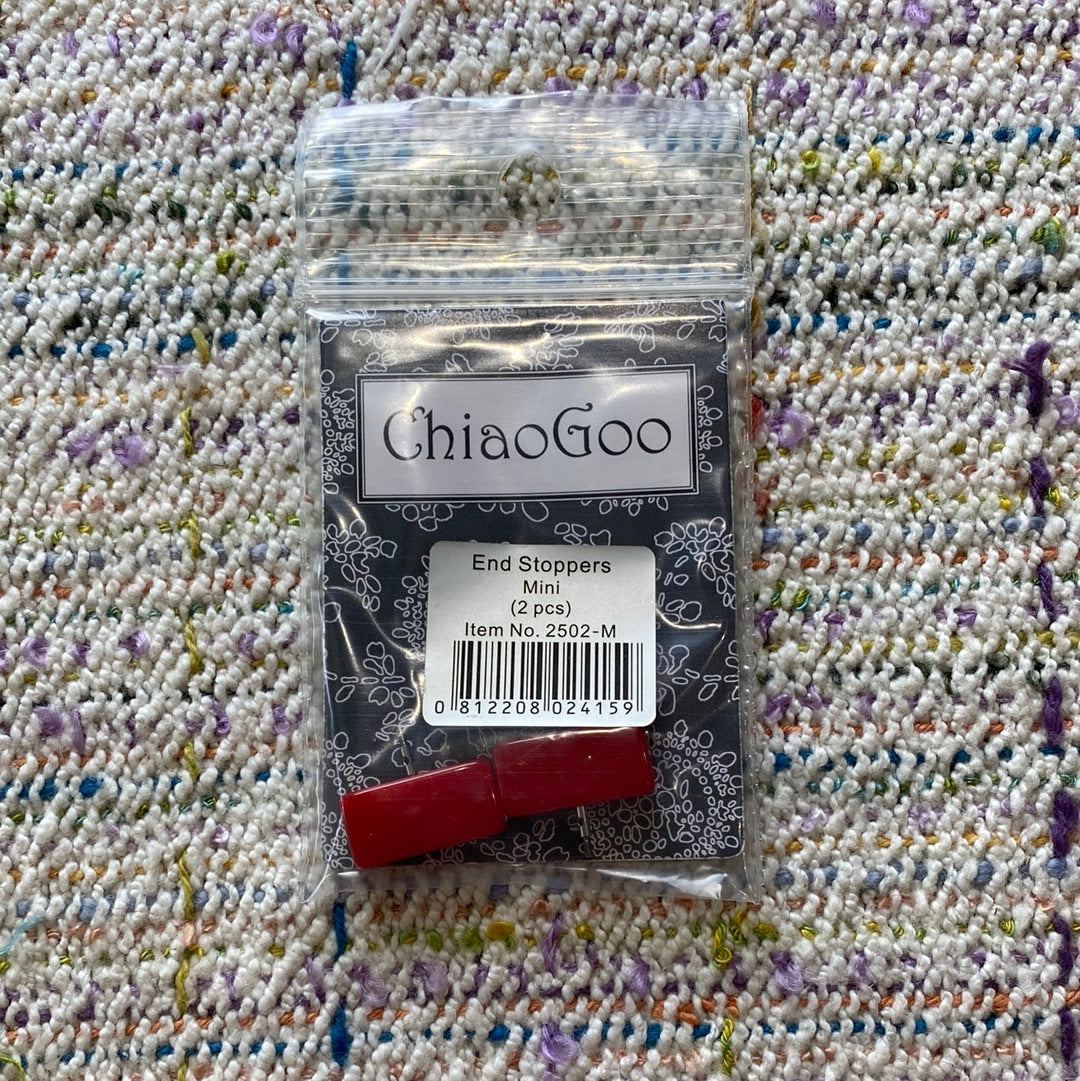 ChiaoGoo
End Stoppers
Mini
(2 pcs)
Item No. 2502-M
0 812208 024159